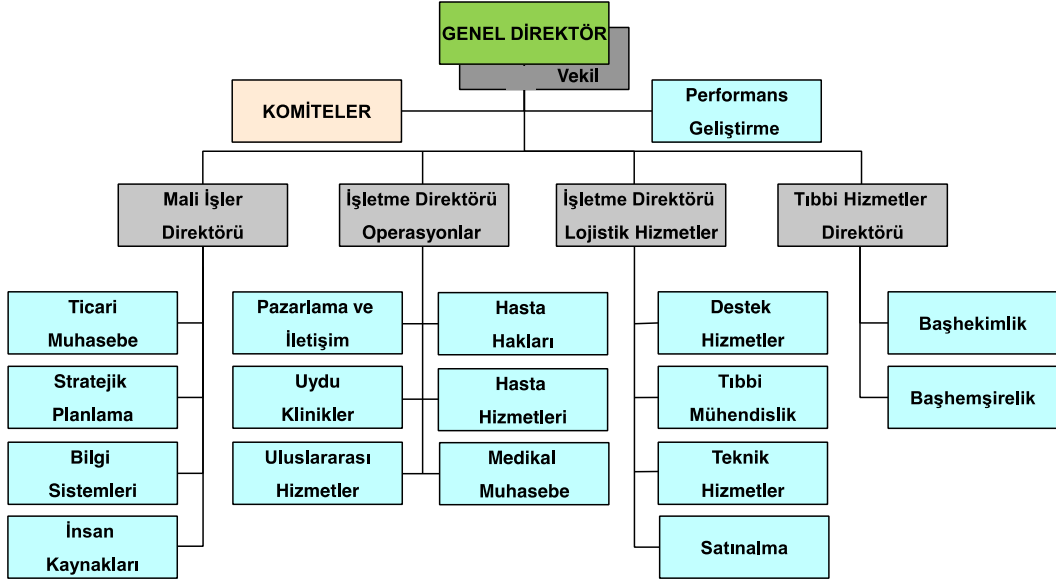 GENEL DİREKTÖR
Vekil
KOMİTELER
Performans
Geliştirme
Mali İşler
Direktörü
İşletme Direktörü
Operasyonlar
İşletme Direktörü
Lojistik Hizmetler
Tıbbi Hizmetler
Direktörü
Ticari
Muhasebe
Stratejik
Planlama
Bilgi
Sistemleri
İnsan
Kaynakları
Pazarlama ve
İletişim
Uydu
Klinikler
Uluslararası
Hizmetler
Hasta
Hakları
Hasta
Hizmetleri
Medikal
Muhasebe
Destek
Hizmetler
Tıbbi
Mühendislik
Teknik
Hizmetler
Satınalma
Başhekimlik
Başhemşirelik